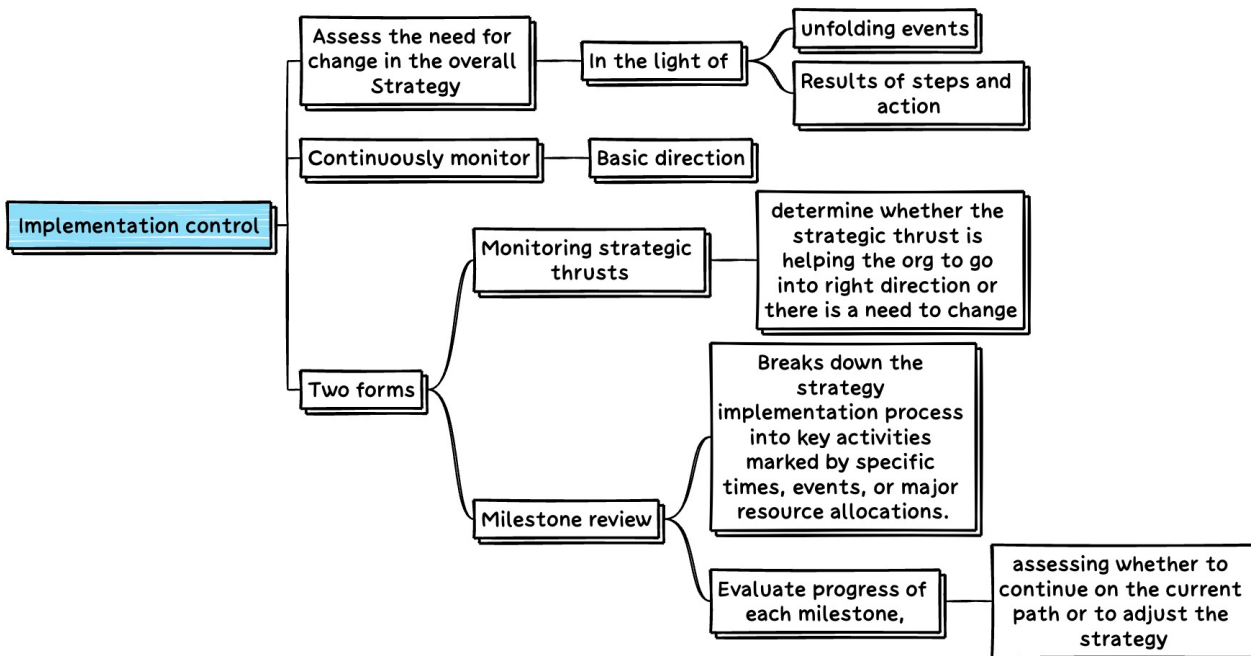 Implementation control
Assess the need for
change in the overall
Strategy
In the light of
unfolding events
Results of steps and
action
Continuously monitor
Basic direction
Two forms
Monitoring strategic
thrusts
determine whether the
strategic thrust is
helping the org to go
into right direction or
there is a need to change
Milestone review
Breaks down the
strategy
implementation process
into key activities
marked by specific
times, events, or major
resource allocations.
Evaluate progress of
each milestone,
assessing whether to
continue on the current
path or to adjust the
strategy